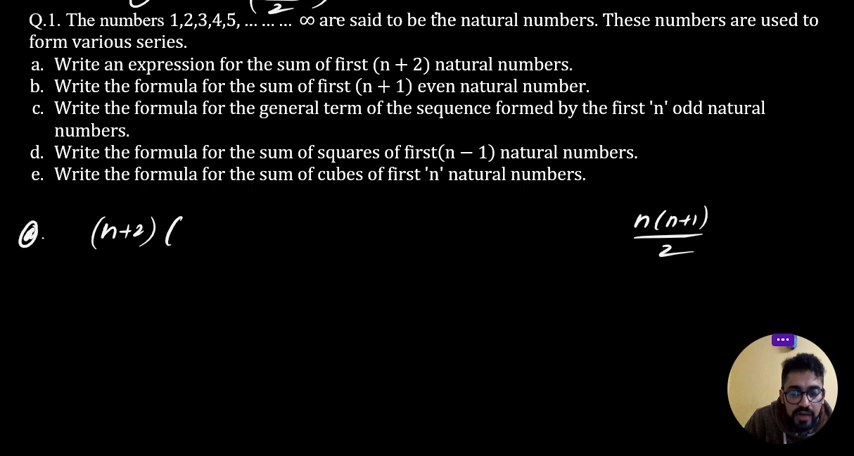 Q.1. The numbers 1,2,3,4,5, ... ... ... ∞ are said to be the natural numbers. These numbers are used to
form various series.
a. Write an expression for the sum of first (n + 2) natural numbers.
b. Write the formula for the sum of first (n + 1) even natural number.
c. Write the formula for the general term of the sequence formed by the first 'n' odd natural
numbers.
d. Write the formula for the sum of squares of first(n − 1) natural numbers.
e. Write the formula for the sum of cubes of first 'n' natural numbers.
a. (n+2) (
n(n+1)
2